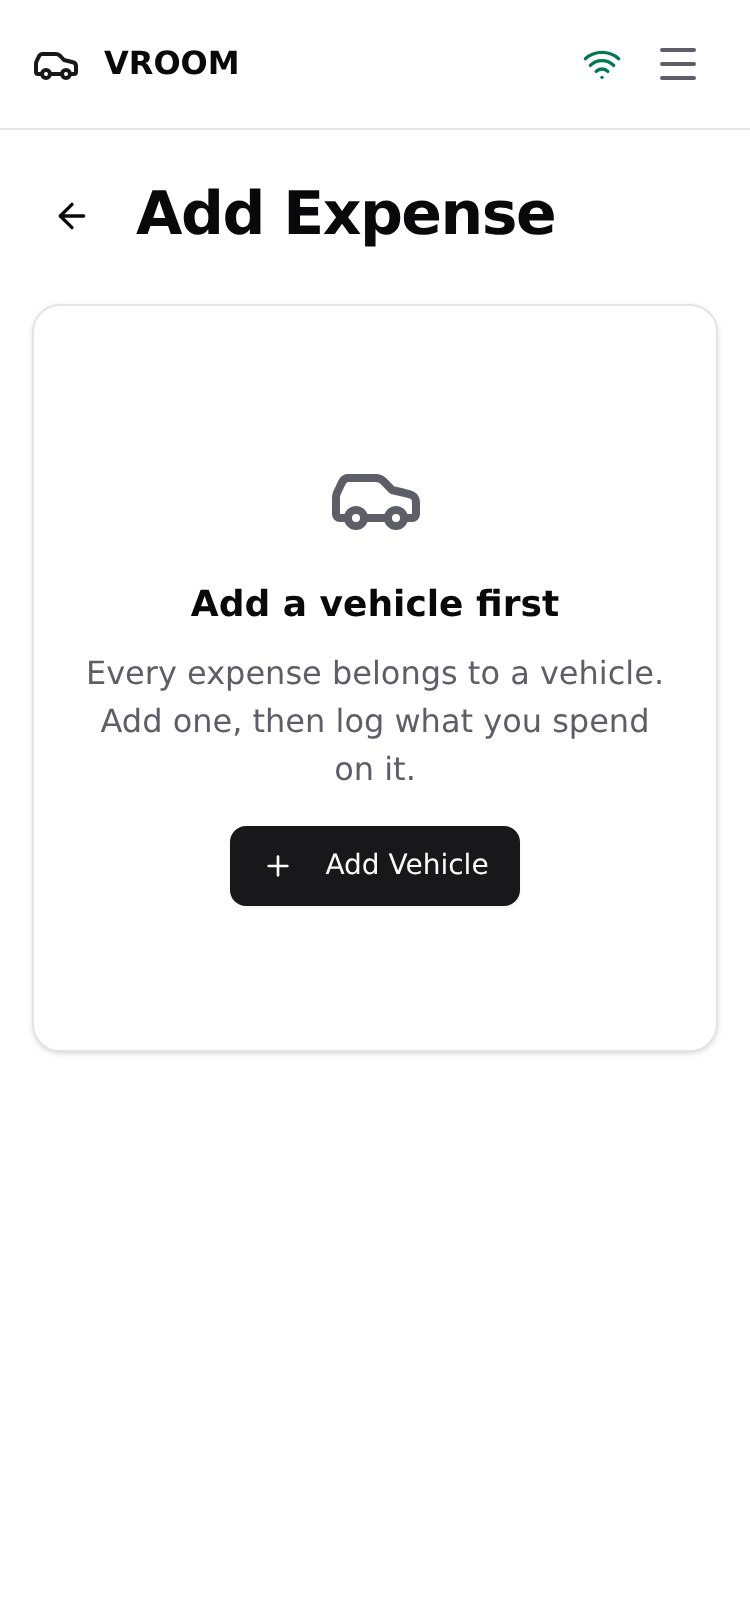 VROOM
Add Expense
Add a vehicle first
Every expense belongs to a vehicle.
Add one, then log what you spend
on it.
Add Vehicle